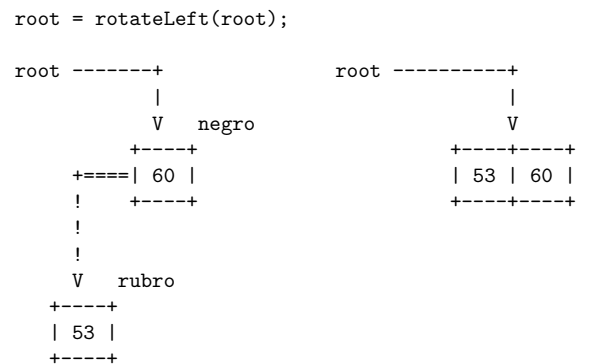 root = rotateLeft(root);
root -------+                 root ----------+
            |                                |
            V   negro                        V
          +----+                        +----+----+
     +====| 60 |                        | 53 | 60 |
     !    +----+                        +----+----+
     !
     !
     V   rubro
   +----+
   | 53 |
   +----+